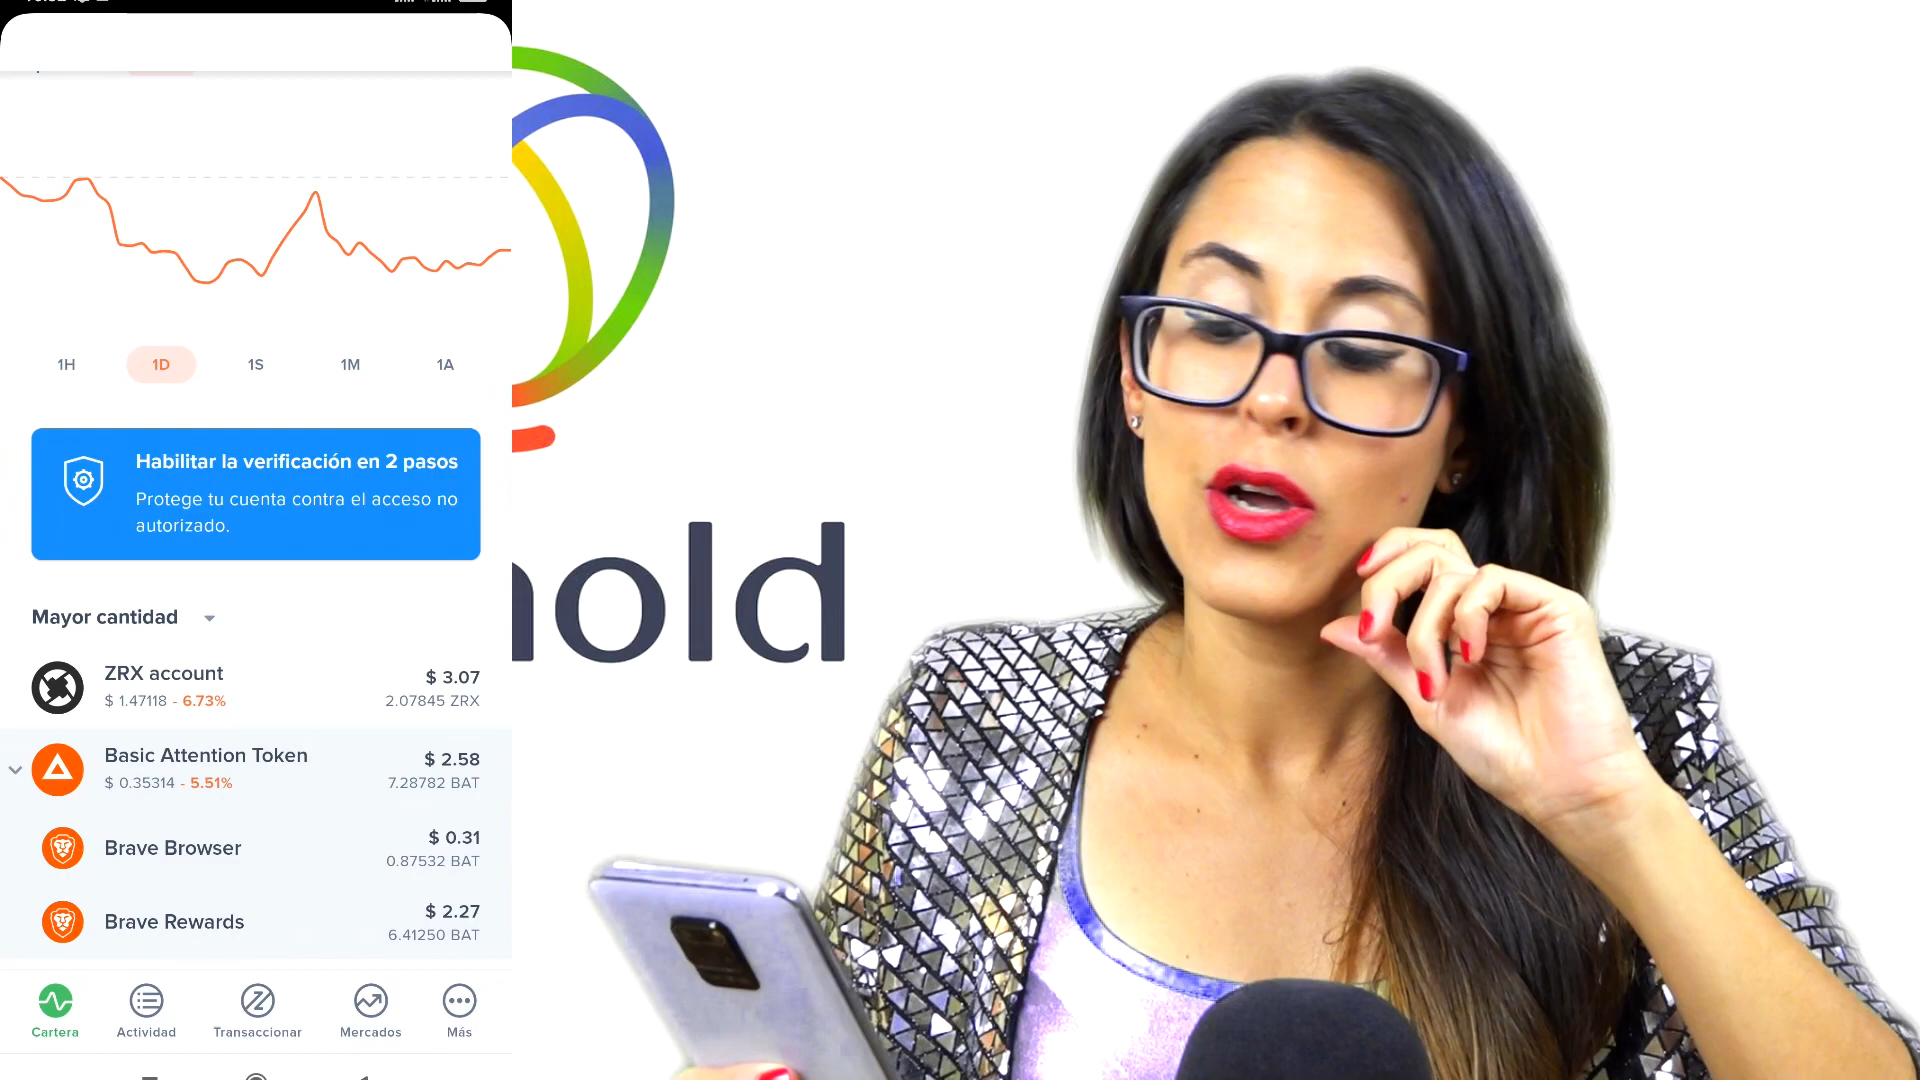 1H 1D 1S 1M 1A
Habilitar la verificación en 2 pasos
Protege tu cuenta contra el acceso no
autorizado.
Mayor cantidad
ZRX account $ 3.07
$ 1.47118 - 6.73% 2.07845 ZRX
Basic Attention Token $ 2.58
$ 0.35314 - 5.51% 7.28782 BAT
Brave Browser $ 0.31
0.87532 BAT
Brave Rewards $ 2.27
6.41250 BAT
Cartera Actividad Transaccionar Mercados Más
old